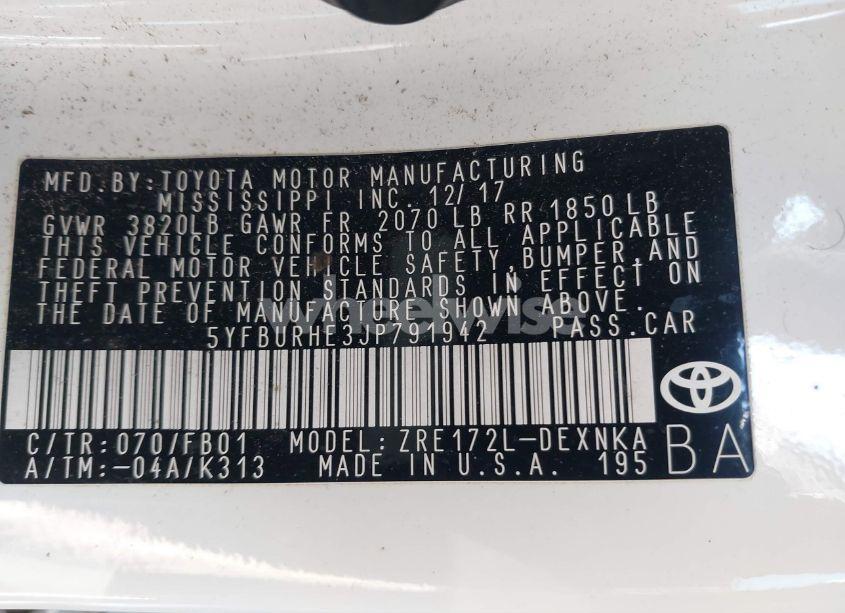 MFD. BY: TOYOTA MOTOR MANUFACTURING
MISSISSIPPI INC. 12/17
GVWR 3820LB GAWR FR 2070 LB RR 1850 LB
THIS VEHICLE CONFORMS TO ALL APPLICABLE
FEDERAL MOTOR VEHICLE SAFETY, BUMPER, AND
THEFT PREVENTION STANDARDS IN EFFECT ON
THE DATE OF MANUFACTURE SHOWN ABOVE.
wheelwise
5YFBURHE3JP791942 PASS. CAR
C/TR: 070/FB01 MODEL: ZRE172L-DEXNKA
A/TM: -04A/K313 MADE IN U.S.A. 195
BA